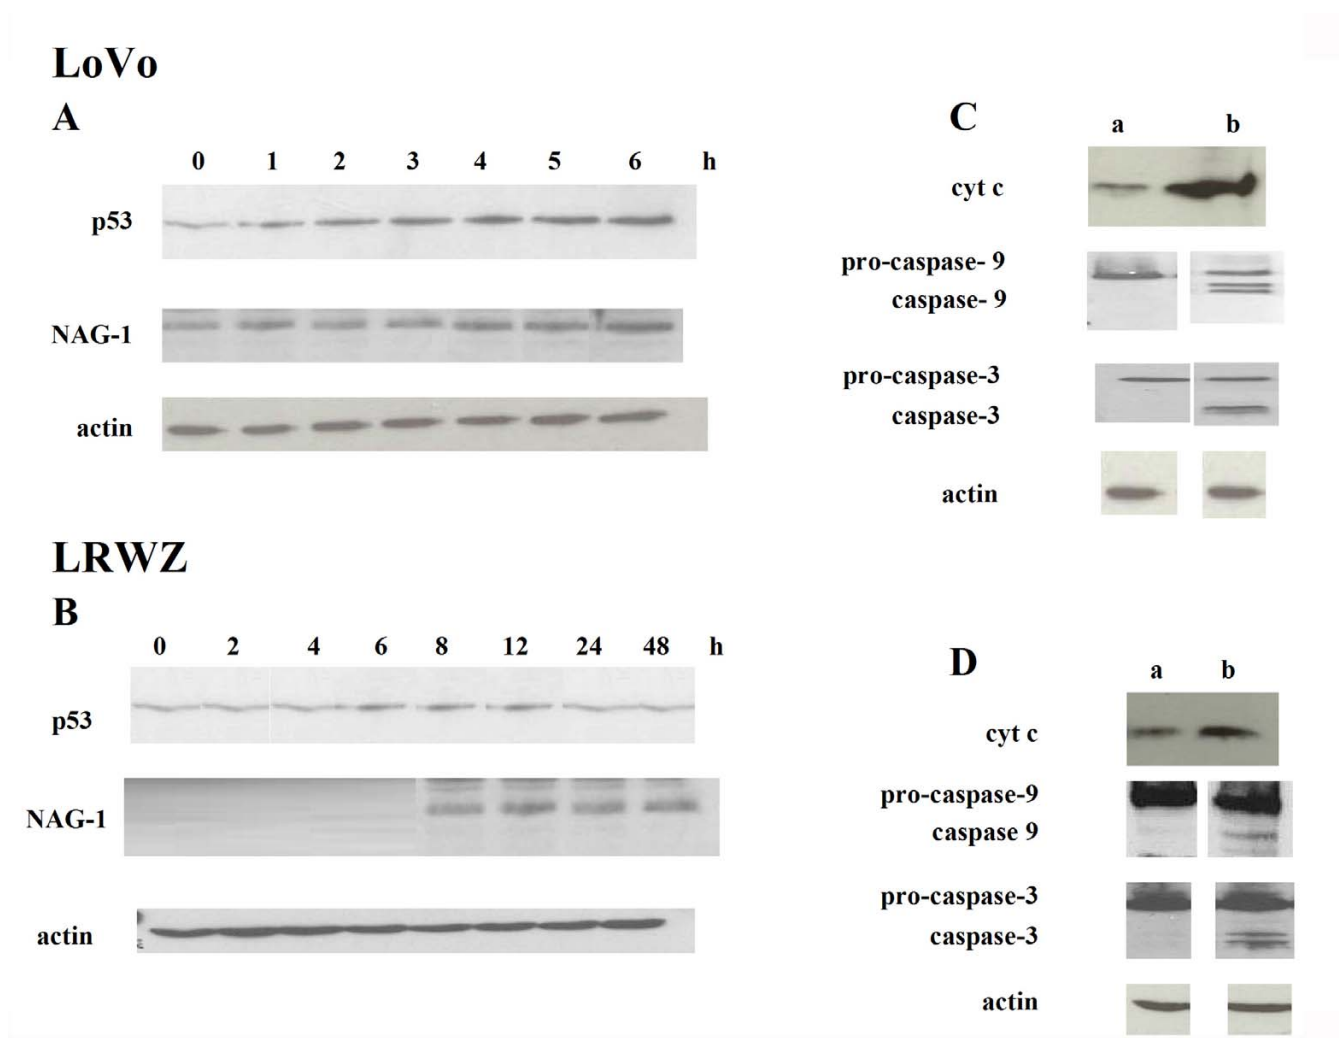 LoVo
A
0 1 2 3 4 5 6 h
p53
NAG-1
actin
C
a b
cyt c
pro-caspase- 9
caspase- 9
pro-caspase-3
caspase-3
actin
LRWZ
B
0 2 4 6 8 12 24 48 h
p53
NAG-1
actin
D
a b
cyt c
pro-caspase-9
caspase 9
pro-caspase-3
caspase-3
actin